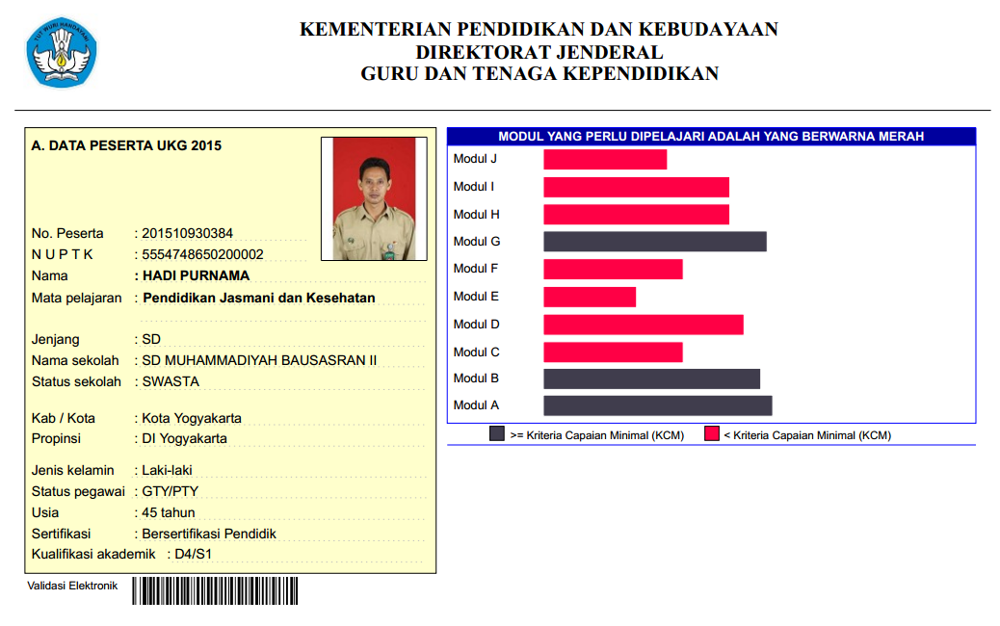 TUT WURI HANDAYANI
KEMENTERIAN PENDIDIKAN DAN KEBUDAYAAN
DIREKTORAT JENDERAL
GURU DAN TENAGA KEPENDIDIKAN
A. DATA PESERTA UKG 2015
No. Peserta : 201510930384
N U P T K : 5554748650200002
Nama : HADI PURNAMA
Mata pelajaran : Pendidikan Jasmani dan Kesehatan
Jenjang : SD
Nama sekolah : SD MUHAMMADIYAH BAUSASRAN II
Status sekolah : SWASTA
Kab / Kota : Kota Yogyakarta
Propinsi : DI Yogyakarta
Jenis kelamin : Laki-laki
Status pegawai : GTY/PTY
Usia : 45 tahun
Sertifikasi : Bersertifikasi Pendidik
Kualifikasi akademik : D4/S1
Validasi Elektronik
MODUL YANG PERLU DIPELAJARI ADALAH YANG BERWARNA MERAH
Modul J
Modul I
Modul H
Modul G
Modul F
Modul E
Modul D
Modul C
Modul B
Modul A
>= Kriteria Capaian Minimal (KCM) < Kriteria Capaian Minimal (KCM)